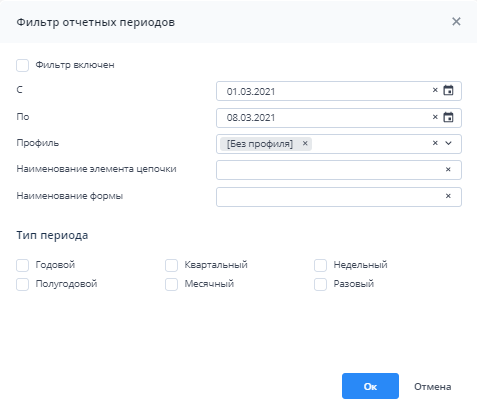 Фильтр отчетных периодов
Фильтр включен
С 01.03.2021
По 08.03.2021
Профиль [Без профиля]
Наименование элемента цепочки
Наименование формы
Тип периода
Годовой Квартальный Недельный
Полугодовой Месячный Разовый
Ок Отмена